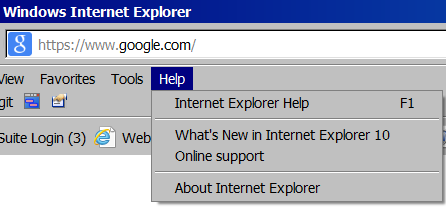 Windows Internet Explorer
https://www.google.com/
View Favorites Tools Help
git
Internet Explorer Help F1
Suite Login (3) Web
What's New in Internet Explorer 10
Online support
About Internet Explorer